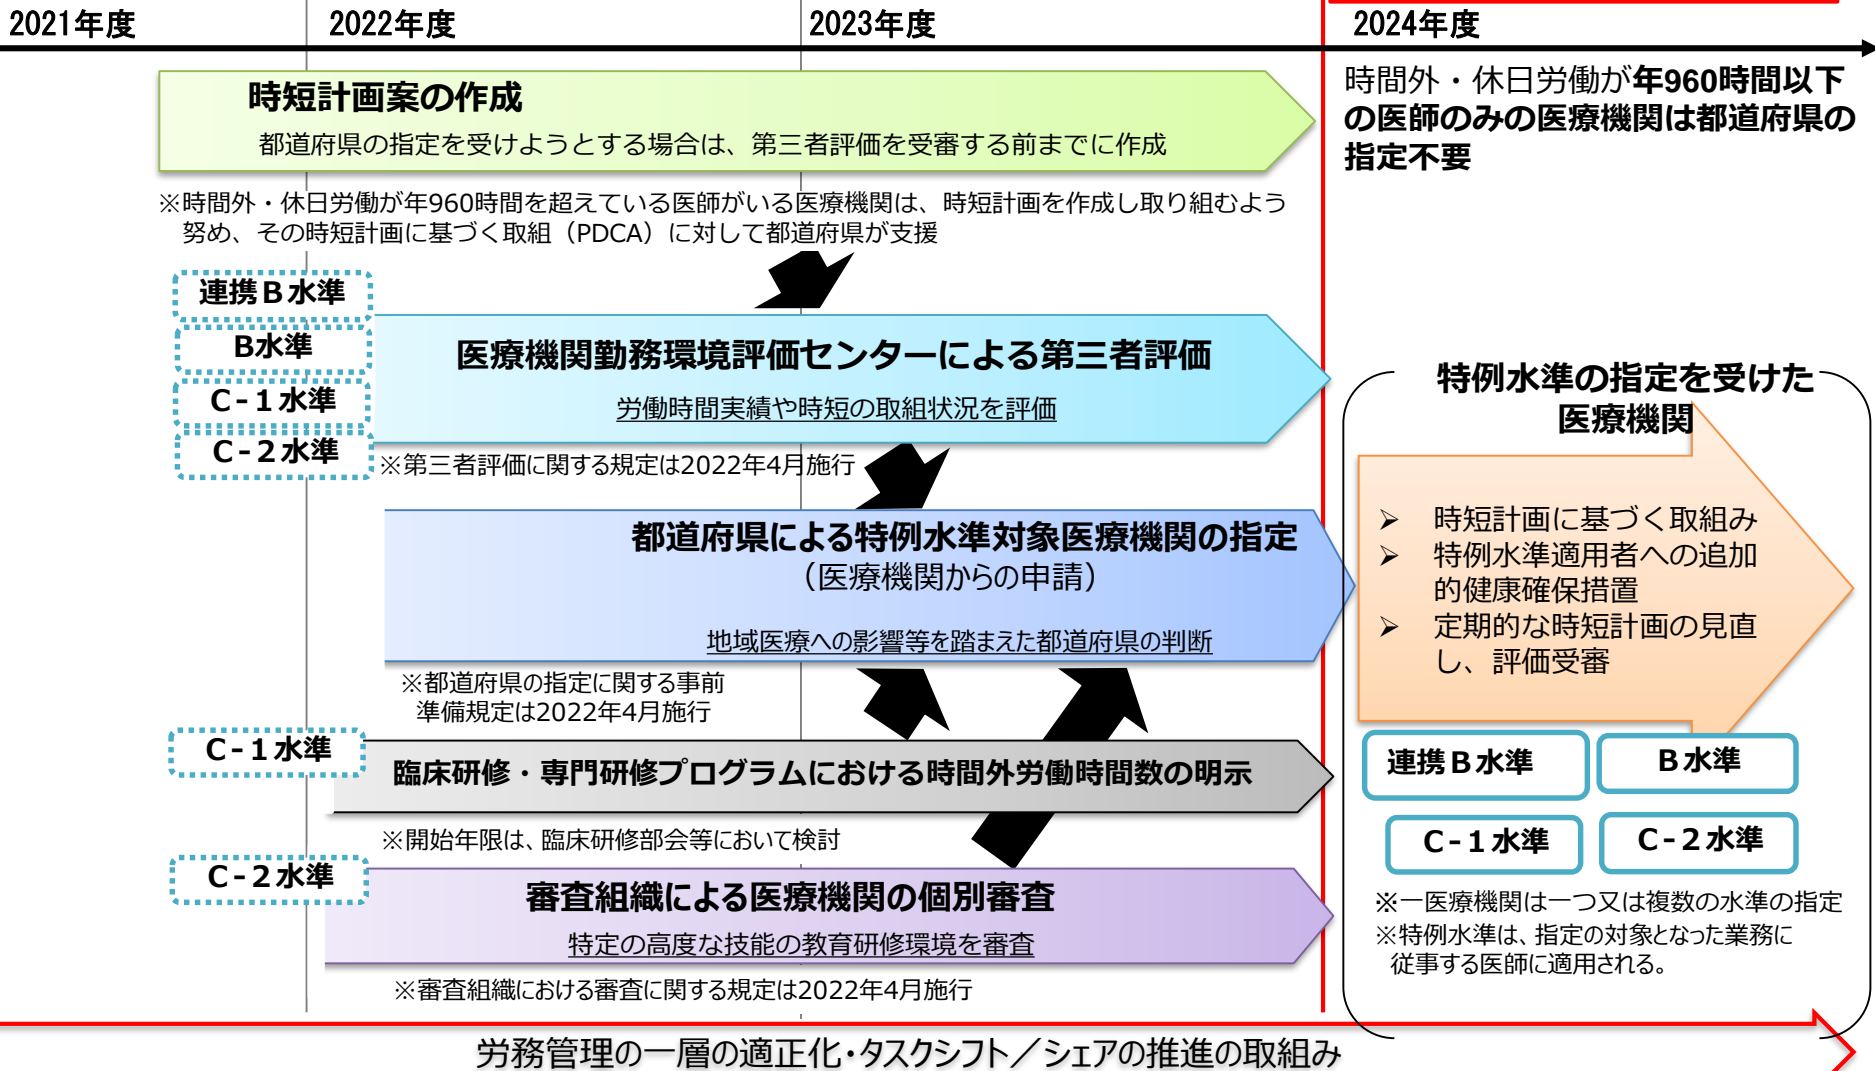 2021年度
2022年度
2023年度
2024年度
時短計画案の作成
都道府県の指定を受けようとする場合は、第三者評価を受審する前までに作成
※時間外・休日労働が年960時間を超えている医師がいる医療機関は、時短計画を作成し取り組むよう
努め、その時短計画に基づく取組（PDCA）に対して都道府県が支援
時間外・休日労働が年960時間以下
の医師のみの医療機関は都道府県の
指定不要
連携Ｂ水準
B水準
Ｃ-１水準
Ｃ-２水準
医療機関勤務環境評価センターによる第三者評価
労働時間実績や時短の取組状況を評価
※第三者評価に関する規定は2022年4月施行
都道府県による特例水準対象医療機関の指定
（医療機関からの申請）
地域医療への影響等を踏まえた都道府県の判断
※都道府県の指定に関する事前
準備規定は2022年4月施行
Ｃ-１水準
臨床研修・専門研修プログラムにおける時間外労働時間数の明示
※開始年限は、臨床研修部会等において検討
Ｃ-２水準
審査組織による医療機関の個別審査
特定の高度な技能の教育研修環境を審査
※審査組織における審査に関する規定は2022年4月施行
特例水準の指定を受けた
医療機関
➢ 時短計画に基づく取組み
➢ 特例水準適用者への追加
的健康確保措置
➢ 定期的な時短計画の見直
し、評価受審
連携Ｂ水準
Ｂ水準
Ｃ-１水準
Ｃ-２水準
※一医療機関は一つ又は複数の水準の指定
※特例水準は、指定の対象となった業務に
従事する医師に適用される。
労務管理の一層の適正化・タスクシフト／シェアの推進の取組み